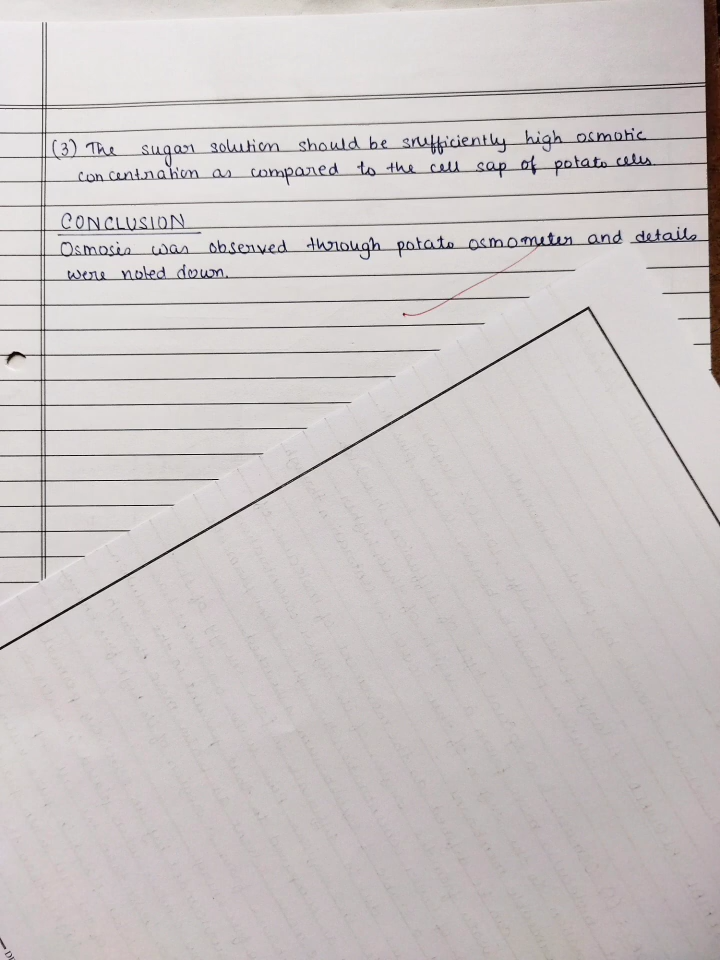 (3) The sugar solution should be sufficiently high osmotic
concentration as compared to the cell sap of potato cells
CONCLUSION
Osmosis was observed through potato osmometer and details
were noted down.